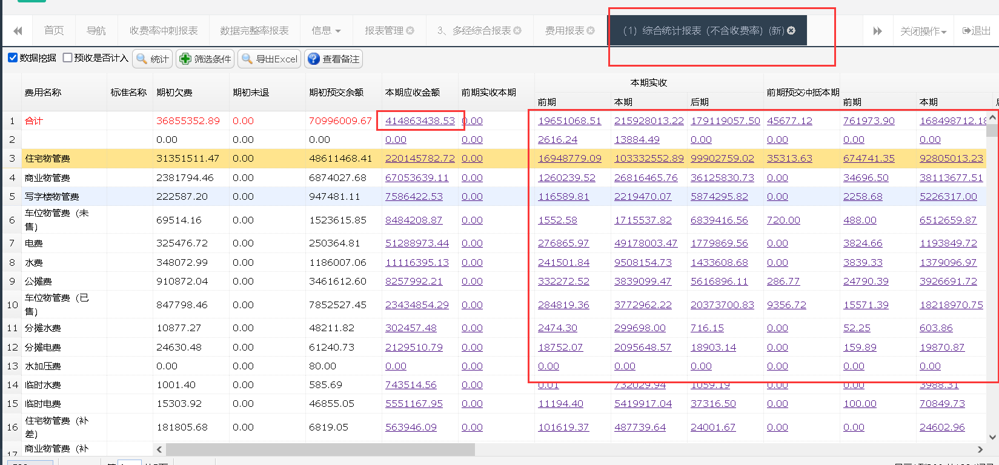 首页 导航 收费率冲刺报表 数据完整率报表 信息 报表管理 3、多经综合报表 费用报表 （1）综合统计报表（不含收费率）(新) 关闭操作 退出
数据挖掘 预收是否计入 统计 筛选条件 导出Excel 查看备注
费用名称 标准名称 期初欠费 期初未退 期初预交余额 本期应收金额 前期实收本期 本期实收 前期预交冲抵本期
前期 本期 后期 前期 本期
1 合计 36855352.89 0.00 70996009.67 414863438.53 0.00 19651068.51 215928013.22 179119057.50 45677.12 761973.90 168498712.18
2 0.00 0.00 0.00 0.00 0.00 2616.24 13884.49 0.00 0.00 0.00 0.00
3 住宅物管费 31351511.47 0.00 48611468.41 220145782.72 0.00 16948779.09 103332552.89 99902759.02 35313.63 674741.35 92805013.23
4 商业物管费 2381794.46 0.00 6874027.68 67053639.11 0.00 1260239.52 26816465.76 36125830.73 0.00 34696.50 38113677.51
5 写字楼物管费 222587.20 0.00 947481.11 7586422.53 0.00 116589.81 2219470.07 5874295.82 0.00 2258.68 5226317.00
车位物管费（未
6 售） 69514.16 0.00 1523615.85 8484208.87 0.00 1552.58 1715537.82 6839416.56 720.00 488.00 6512659.87
7 电费 325476.72 0.00 250364.81 51288973.44 0.00 276865.97 49178003.47 1779869.56 0.00 3824.66 1193849.72
8 水费 348072.99 0.00 1186007.06 11116395.13 0.00 241501.84 9508154.73 1433608.68 0.00 3839.33 1379096.97
9 公摊费 910872.04 0.00 3461612.60 8257992.21 0.00 332272.52 3839099.47 5616896.11 286.77 24790.39 3926691.72
车位物管费（已
10 售） 847798.46 0.00 7852527.45 23434854.29 0.00 284819.36 3772962.22 20373700.83 9356.72 15571.39 18218970.75
11 分摊水费 10877.27 0.00 48211.82 302457.48 0.00 2474.30 299698.00 716.15 0.00 52.25 603.86
12 分摊电费 24630.48 0.00 61240.73 2129510.79 0.00 18752.07 2095648.57 18903.14 0.00 159.89 19870.87
13 水加压费 0.00 0.00 80.00 0.00 0.00 0.00 0.00 0.00 0.00 0.00 0.00
14 临时水费 1001.40 0.00 585.69 743514.56 0.00 0.01 732029.94 1059.19 0.00 0.00 3988.31
15 临时电费 15303.92 0.00 46855.05 5551167.95 0.00 11194.40 5419917.04 37316.50 0.00 100.00 70849.73
住宅物管费（补
16 差） 181805.68 0.00 6819.05 563946.09 0.00 101619.37 487739.64 24001.67 0.00 0.00 24602.96
17 商业物管费（补